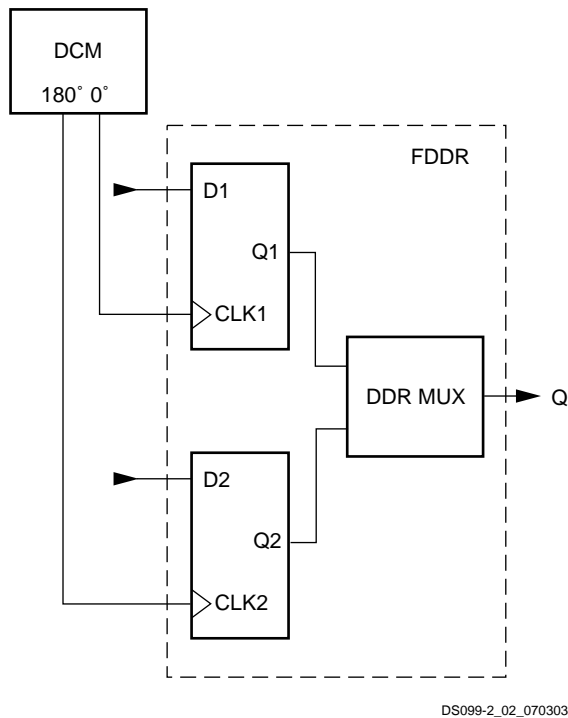 DCM
180˚ 0˚
FDDR
D1
Q1
CLK1
DDR MUX
Q
D2
Q2
CLK2
DS099-2_02_070303